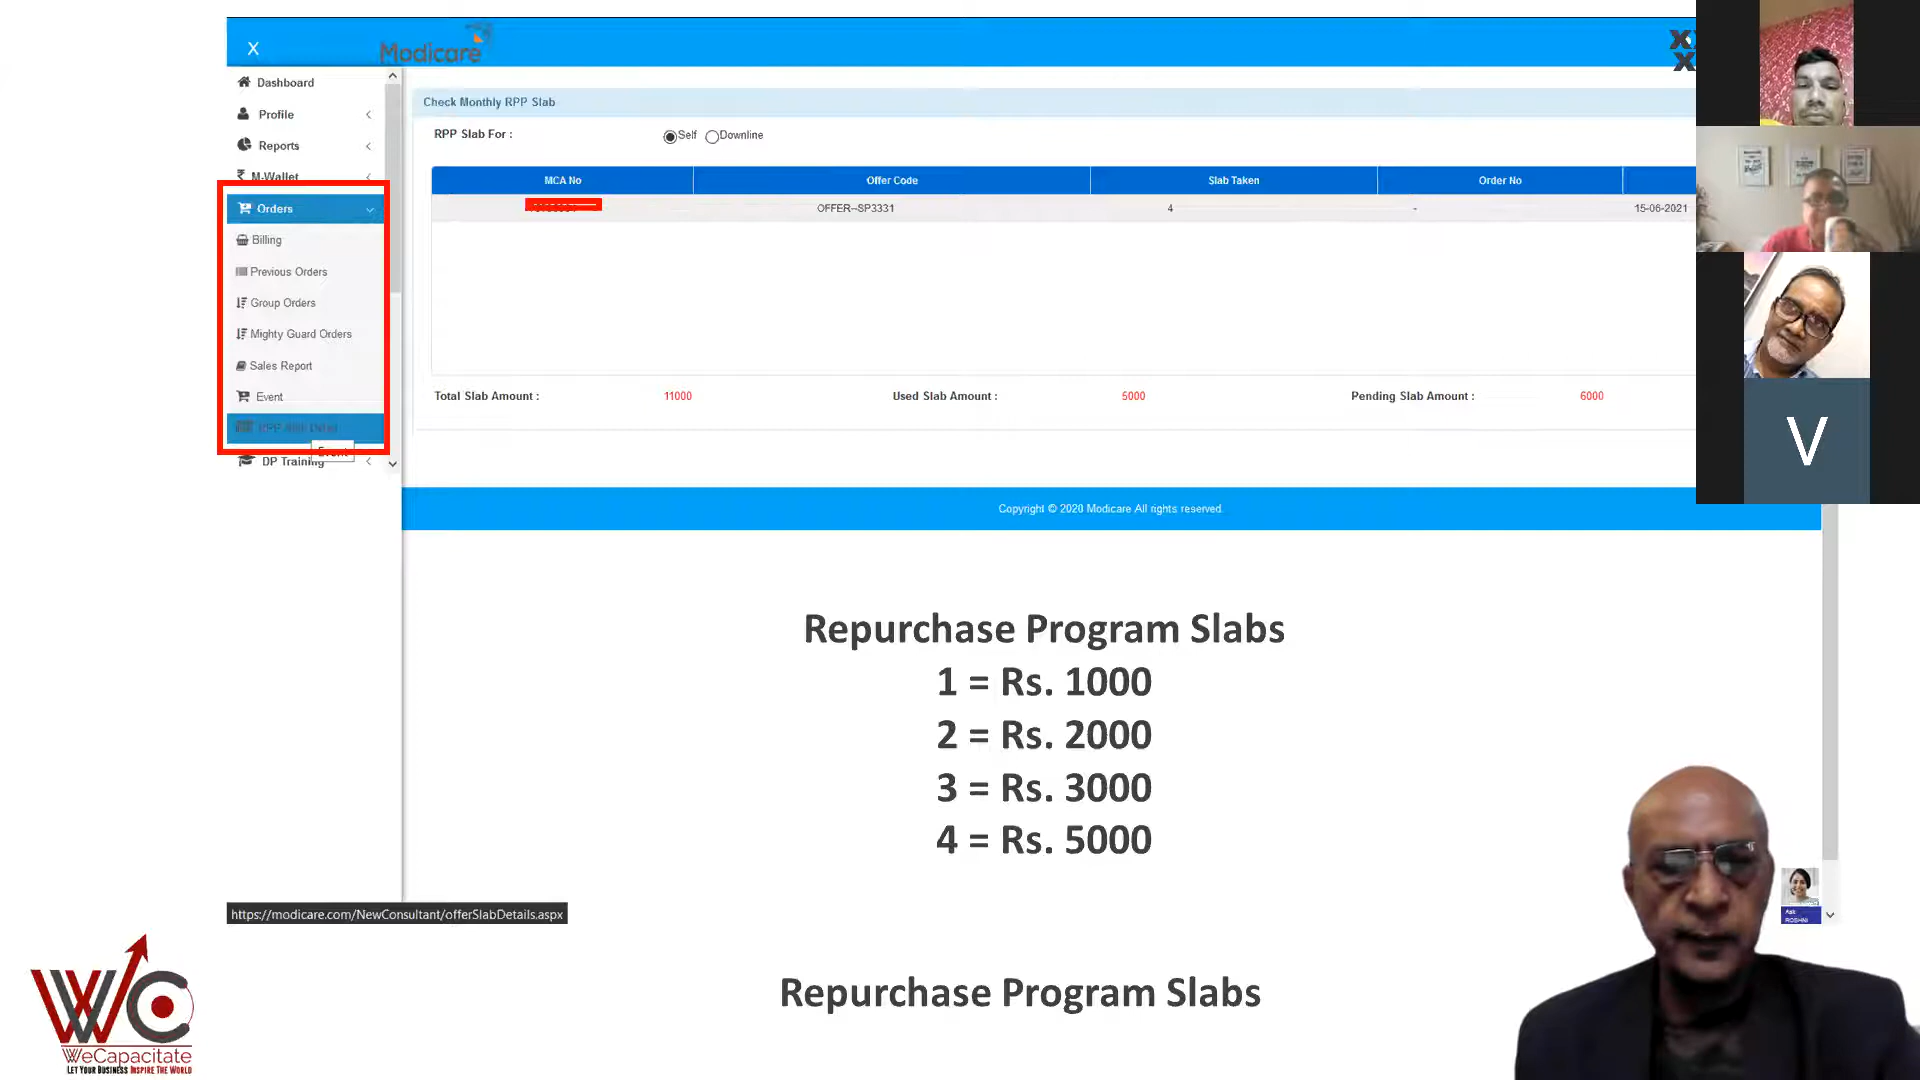 X
Modicare
Dashboard
Profile
Reports
M-Wallet
Orders
Billing
Previous Orders
Group Orders
Mighty Guard Orders
Sales Report
Event
DP Training
Check Monthly RPP Slab
RPP Slab For :
Self
Downline
MCA No
Offer Code
Slab Taken
Order No
OFFER--SP3331
4
-
15-06-2021
Total Slab Amount :
11000
Used Slab Amount :
5000
Pending Slab Amount :
6000
Copyright © 2020 Modicare All rights reserved.
V
Repurchase Program Slabs
1 = Rs. 1000
2 = Rs. 2000
3 = Rs. 3000
4 = Rs. 5000
Ask
ROSHNI
https://modicare.com/NewConsultant/offerSlabDetails.aspx
Repurchase Program Slabs
WC
WeCapacitate
LET YOUR BUSINESS INSPIRE THE WORLD